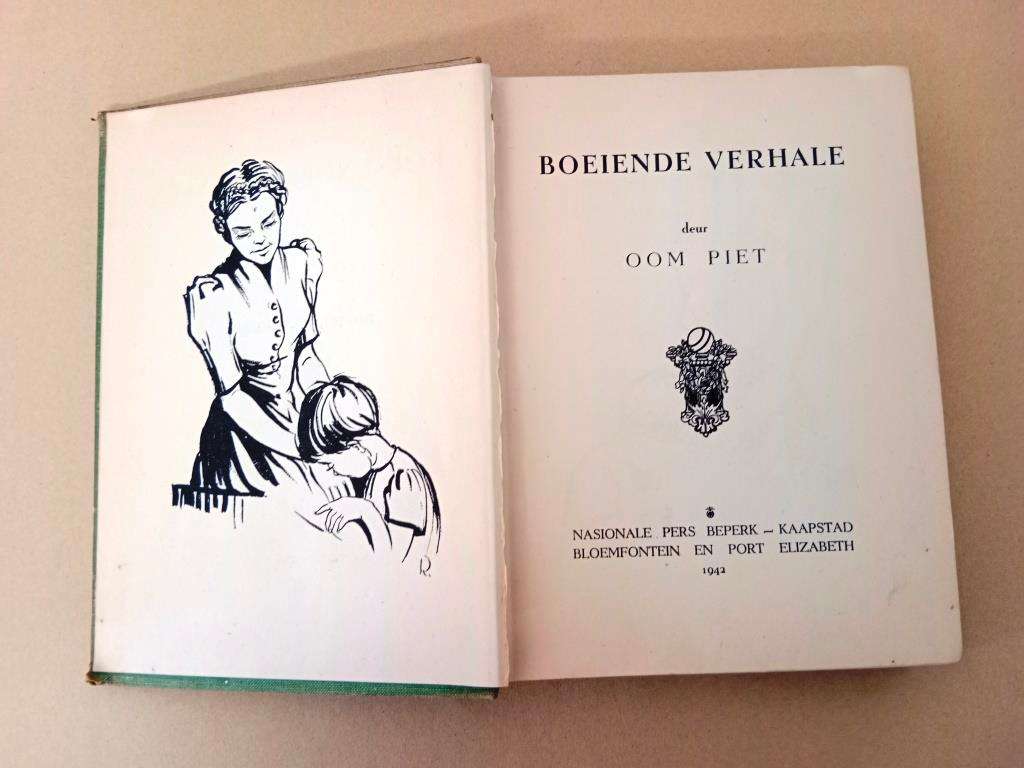 R.
BOEIENDE VERHALE
deur
OOM PIET
NASIONALE PERS BEPERK — KAAPSTAD
BLOEMFONTEIN EN PORT ELIZABETH
1942